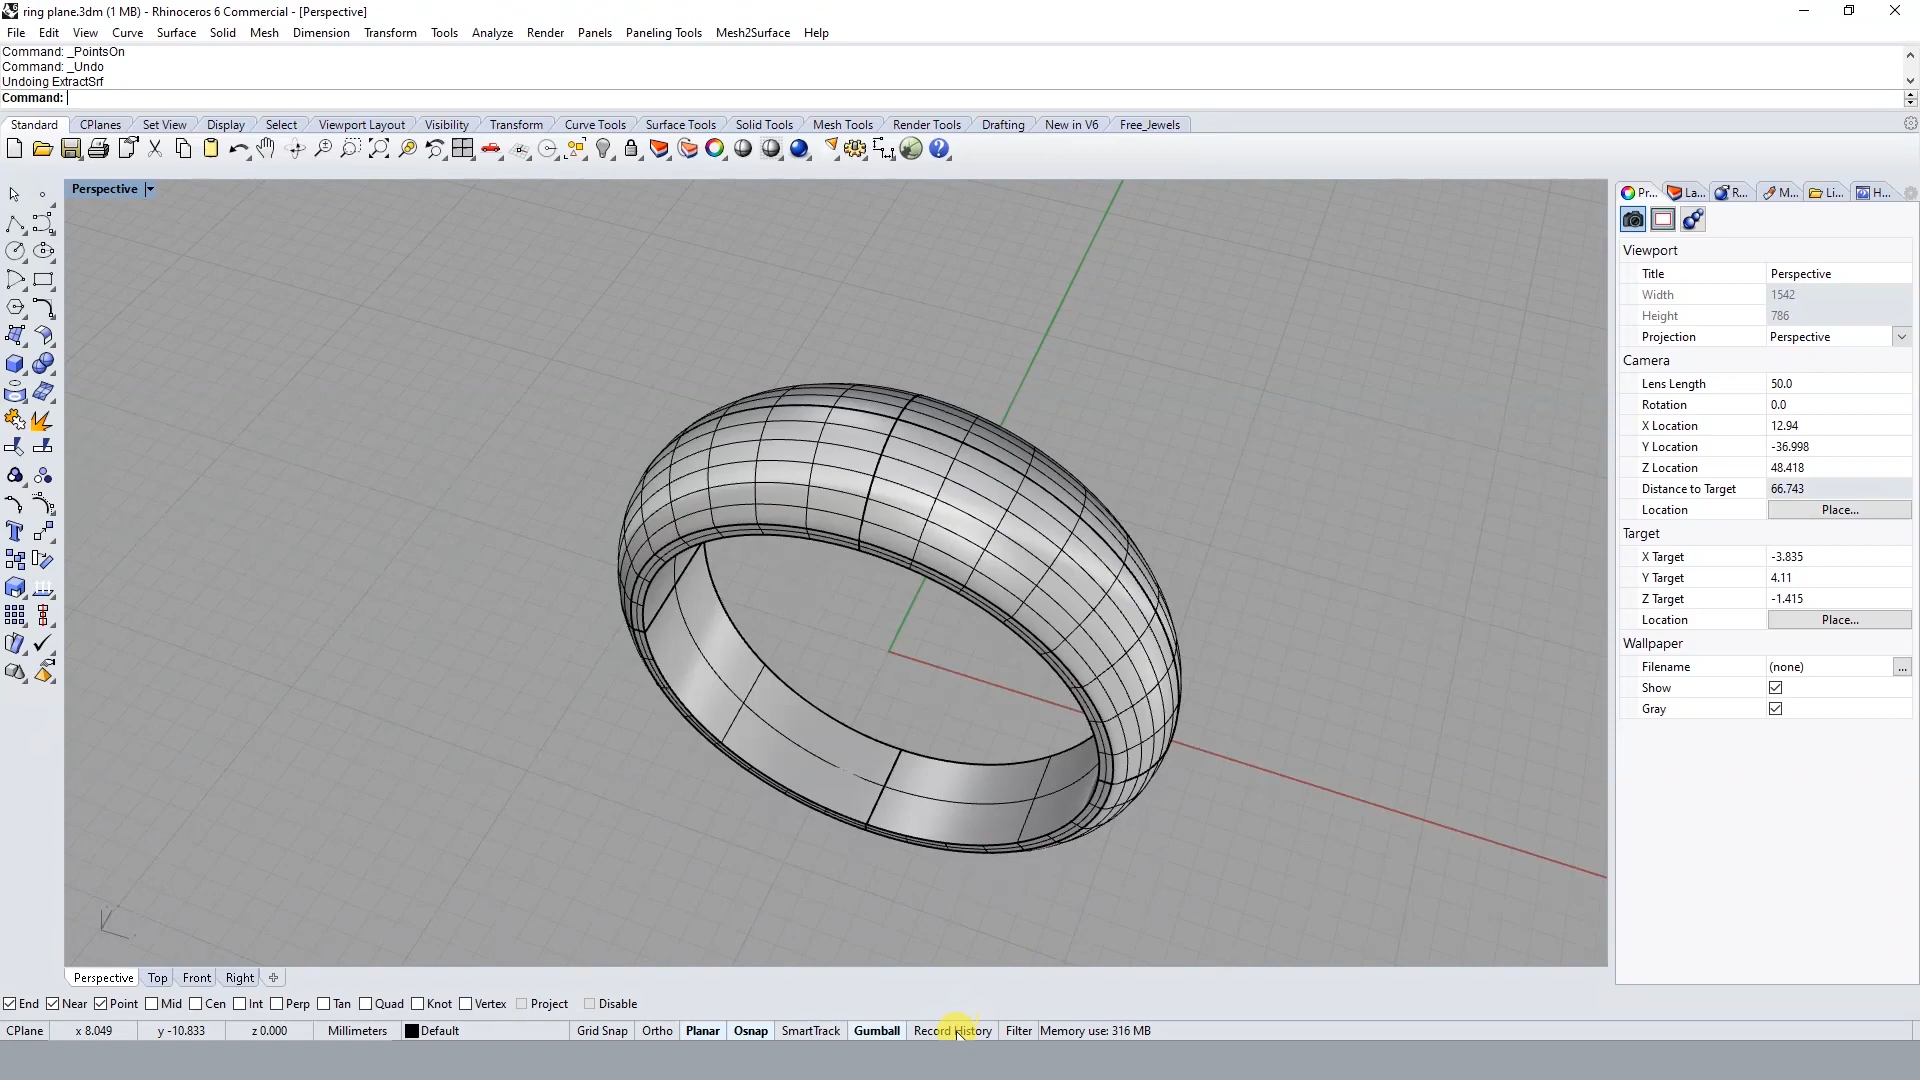 ring plane.3dm (1 MB) - Rhinoceros 6 Commercial - [Perspective]
File Edit View Curve Surface Solid Mesh Dimension Transform Tools Analyze Render Panels Paneling Tools Mesh2Surface Help
Command: _PointsOn
Command: _Undo
Undoing ExtractSrf
Command:
Standard CPlanes Set View Display Select Viewport Layout Visibility Transform Curve Tools Surface Tools Solid Tools Mesh Tools Render Tools Drafting New in V6 Free_Jewels
Perspective
Pr... La... R... M... Li... H...
Viewport
Title Perspective
Width 1542
Height 786
Projection Perspective
Camera
Lens Length 50.0
Rotation 0.0
X Location 12.94
Y Location -36.998
Z Location 48.418
Distance to Target 66.743
Location Place...
Target
X Target -3.835
Y Target 4.11
Z Target -1.415
Location Place...
Wallpaper
Filename (none) ...
Show
Gray
Perspective Top Front Right
End Near Point Mid Cen Int Perp Tan Quad Knot Vertex Project Disable
CPlane x 8.049 y -10.833 z 0.000 Millimeters Default Grid Snap Ortho Planar Osnap SmartTrack Gumball Record History Filter Memory use: 316 MB